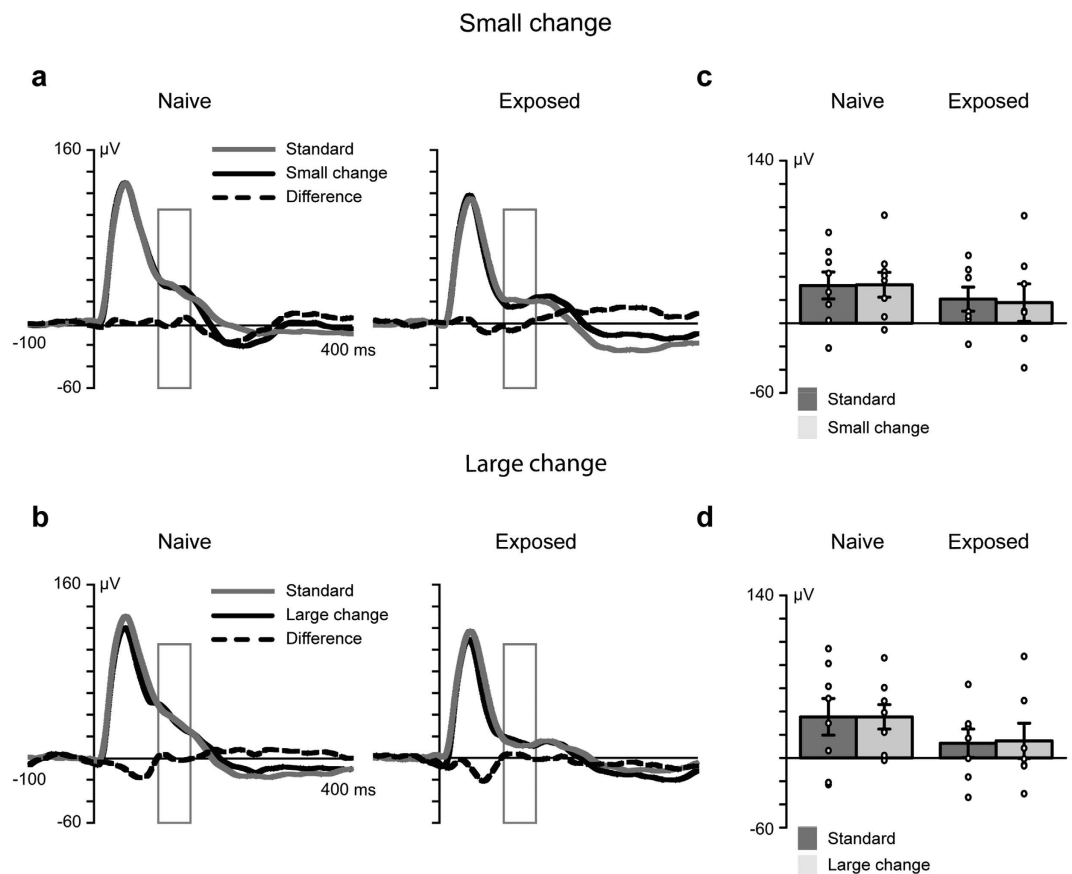 Small change
a
Naive
Exposed
160
µV
Standard
Small change
Difference
-100
400 ms
-60
c
Naive
Exposed
140
µV
-60
Standard
Small change
Large change
b
Naive
Exposed
160
µV
Standard
Large change
Difference
-100
400 ms
-60
d
Naive
Exposed
140
µV
-60
Standard
Large change